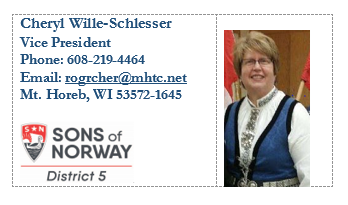 Cheryl Wille-Schlesser
Vice President
Phone: 608-219-4464
Email: rogrcher@mhtc.net
Mt. Horeb, WI 53572-1645
S N
SONS of
NORWAY
District 5